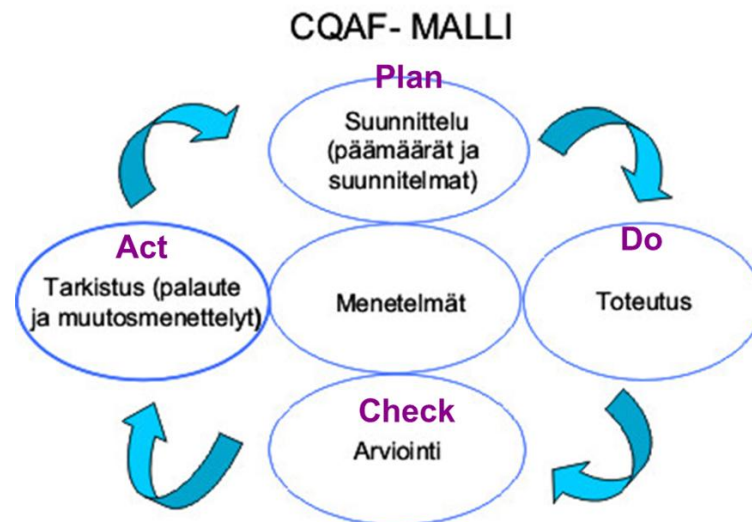 CQAF- MALLI
Plan
Suunnittelu
(päämäärät ja
suunnitelmat)
Act
Tarkistus (palaute
ja muutosmenettelyt)
Menetelmät
Do
Toteutus
Check
Arviointi